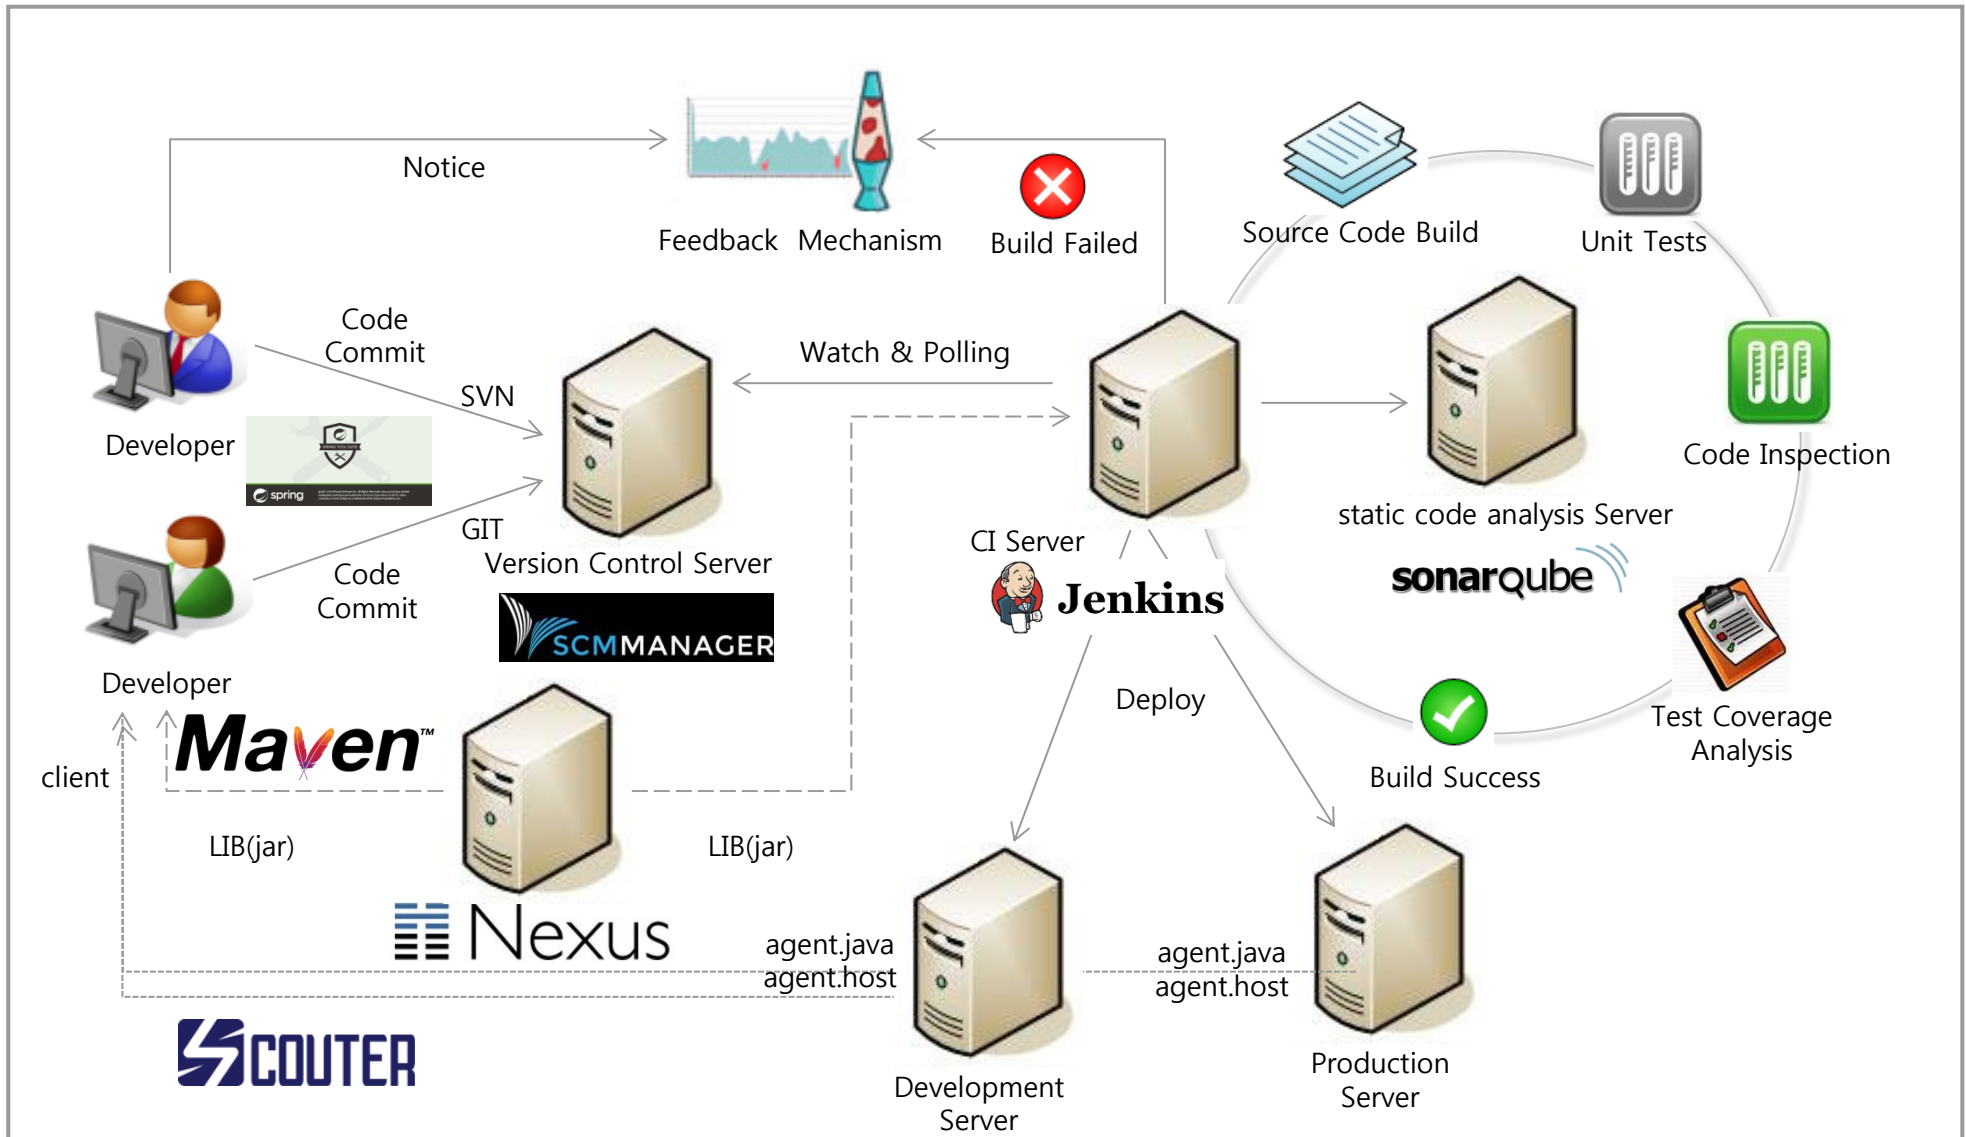 Notice
Feedback Mechanism
Build Failed
Source Code Build
Unit Tests
Code
Commit
SVN
Watch & Polling
Developer
spring
GIT
Version Control Server
Code
Commit
SCMMANAGER
CI Server
Jenkins
static code analysis Server
sonarqube
Code Inspection
Developer
Maven™
client
LIB(jar)
LIB(jar)
Nexus
Deploy
Build Success
Test Coverage
Analysis
agent.java
agent.host
agent.java
agent.host
SCOUTER
Development
Server
Production
Server